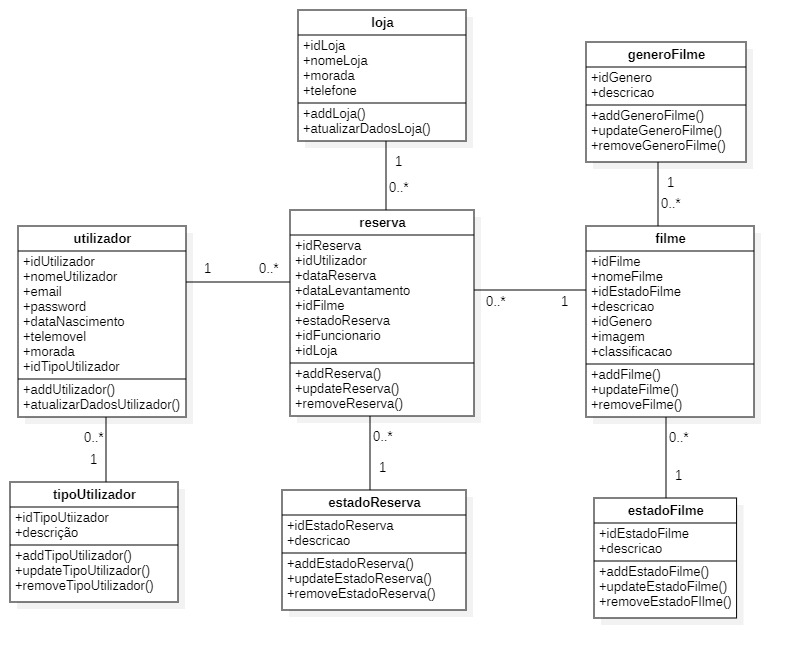 loja
+idLoja
+nomeLoja
+morada
+telefone
+addLoja()
+atualizarDadosLoja()
1
0..*
generoFilme
+idGenero
+descricao
+addGeneroFilme()
+updateGeneroFilme()
+removeGeneroFilme()
1
0..*
utilizador
+idUtilizador
+nomeUtilizador
+email
+password
+dataNascimento
+telemovel
+morada
+idTipoUtilizador
+addUtilizador()
+atualizarDadosUtilizador()
1
0..*
reserva
+idReserva
+idUtilizador
+dataReserva
+dataLevantamento
+idFilme
+estadoReserva
+idFuncionario
+idLoja
+addReserva()
+updateReserva()
+removeReserva()
0..*
1
filme
+idFilme
+nomeFilme
+idEstadoFilme
+descricao
+idGenero
+imagem
+classificacao
+addFilme()
+updateFilme()
+removeFilme()
0..*
1
tipoUtilizador
+idTipoUtiizador
+descrição
+addTipoUtilizador()
+updateTipoUtilizador()
+removeTipoUtilizador()
0..*
1
estadoReserva
+idEstadoReserva
+descricao
+addEstadoReserva()
+updateEstadoReserva()
+removeEstadoReserva()
0..*
1
estadoFilme
+idEstadoFilme
+descricao
+addEstadoFilme()
+updateEstadoFilme()
+removeEstadoFIlme()